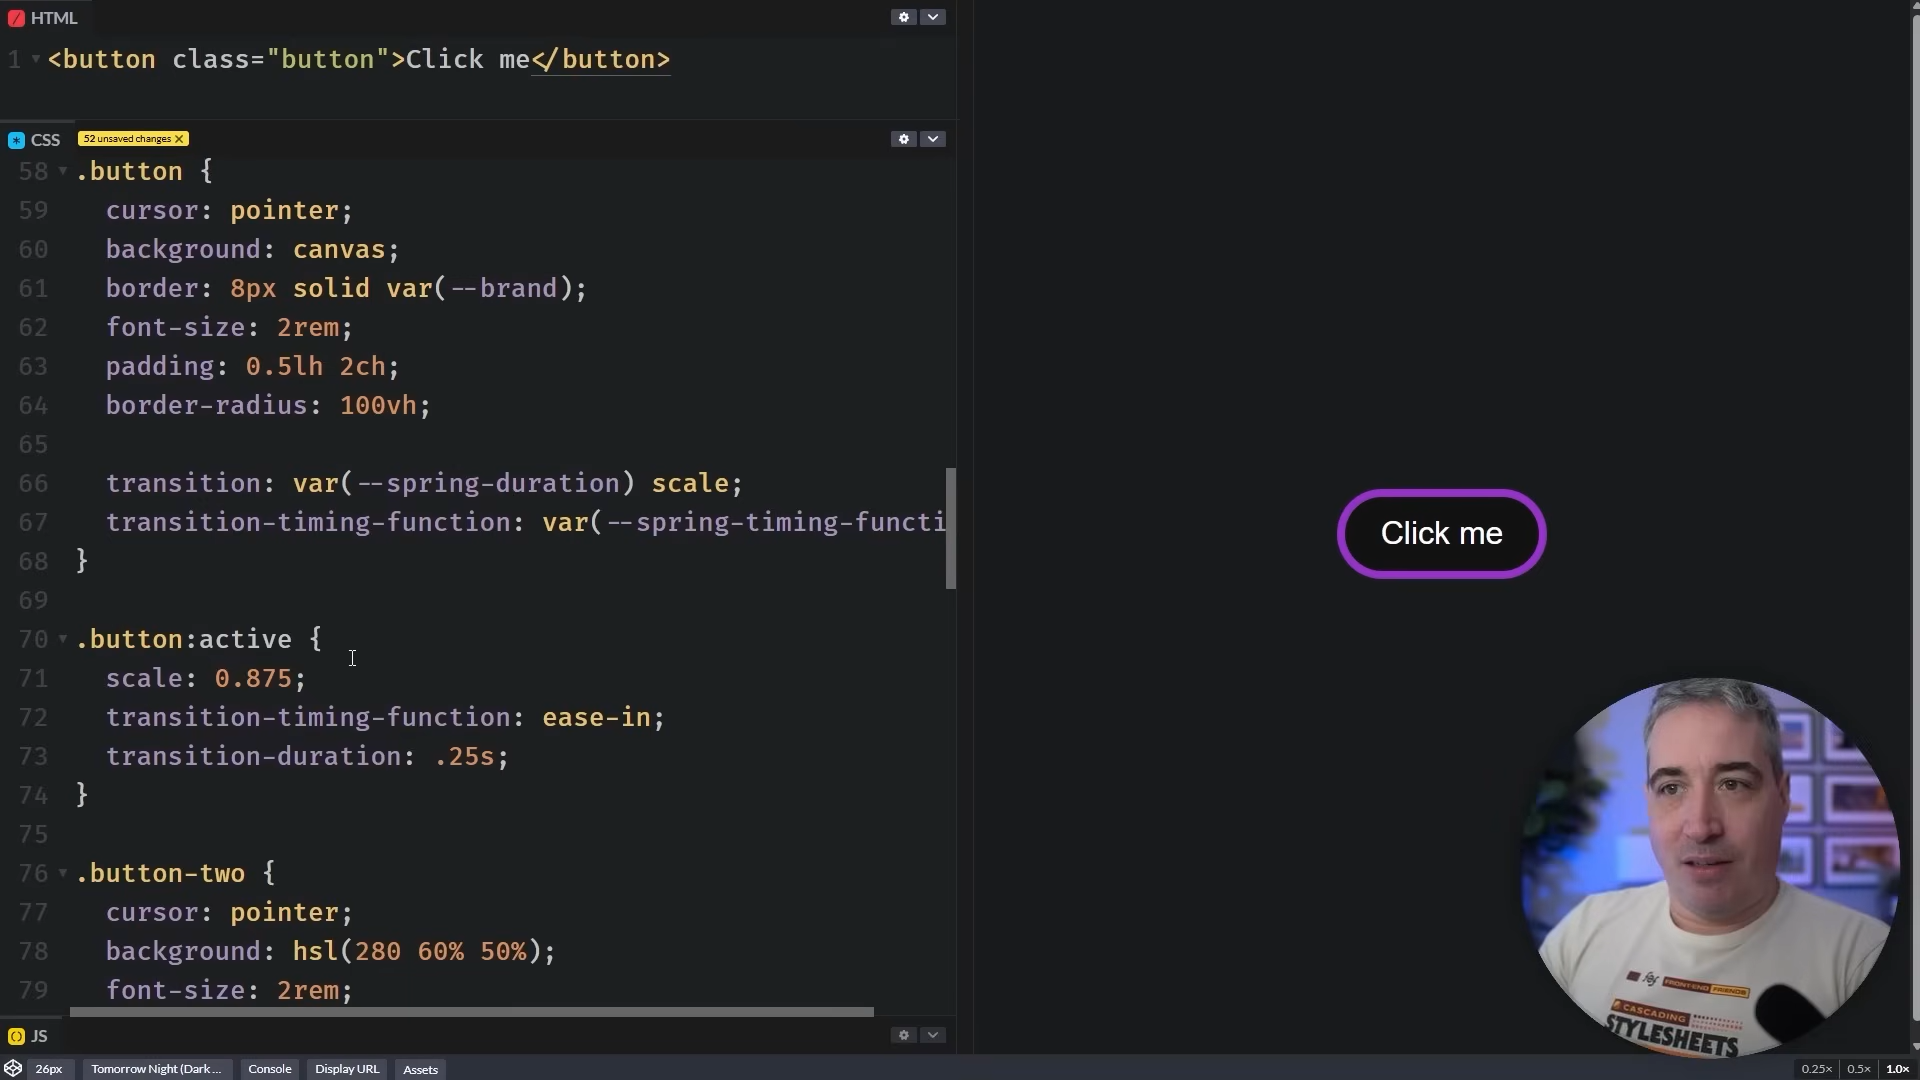 HTML
1 <button class="button">Click me</button>
CSS 52 unsaved changes
58 .button {
59 cursor: pointer;
60 background: canvas;
61 border: 8px solid var(--brand);
62 font-size: 2rem;
63 padding: 0.5lh 2ch;
64 border-radius: 100vh;
65
66 transition: var(--spring-duration) scale;
67 transition-timing-function: var(--spring-timing-functi
68 }
69
70 .button:active {
71 scale: 0.875;
72 transition-timing-function: ease-in;
73 transition-duration: .25s;
74 }
75
76 .button-two {
77 cursor: pointer;
78 background: hsl(280 60% 50%);
79 font-size: 2rem;
Click me
FRONT-END FRIENDS
CASCADING
STYLESHEETS
JS
26px Tomorrow Night (Dark ... Console Display URL Assets 0.25× 0.5× 1.0×